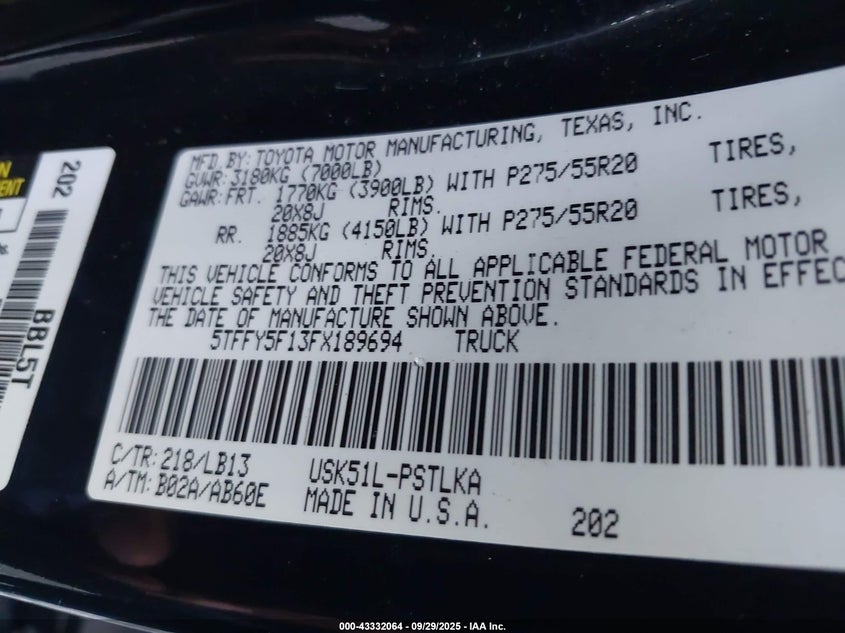 ON
ENT
202
BBL5T
MFD. BY: TOYOTA MOTOR MANUFACTURING, TEXAS, INC.
GVWR: 3180KG (7000LB)
GAWR: FRT. 1770KG (3900LB) WITH P275/55R20 TIRES,
20X8J RIMS.
RR. 1885KG (4150LB) WITH P275/55R20 TIRES,
20X8J RIMS.
THIS VEHICLE CONFORMS TO ALL APPLICABLE FEDERAL MOTOR
VEHICLE SAFETY AND THEFT PREVENTION STANDARDS IN EFFEC
THE DATE OF MANUFACTURE SHOWN ABOVE.
5TFFY5F13FX189694 TRUCK
C/TR: 218/LB13 USK51L-PSTLKA
A/TM: B02A/AB60E MADE IN U.S.A. 202
000-43332064 - 09/29/2025 - IAA Inc.